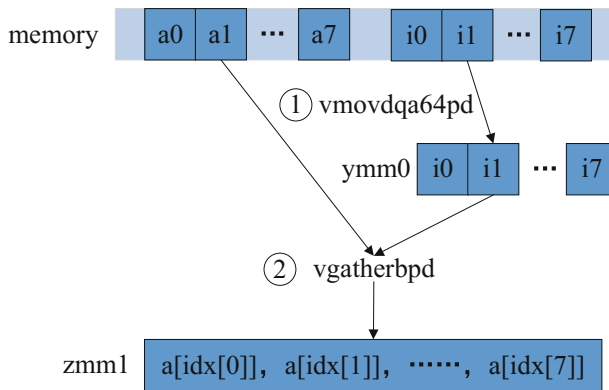 memory a0 a1 ··· a7 i0 i1 ··· i7
① vmovdqa64pd
ymm0 i0 i1 ··· i7
② vgatherbpd
zmm1 a[idx[0]], a[idx[1]], ······, a[idx[7]]